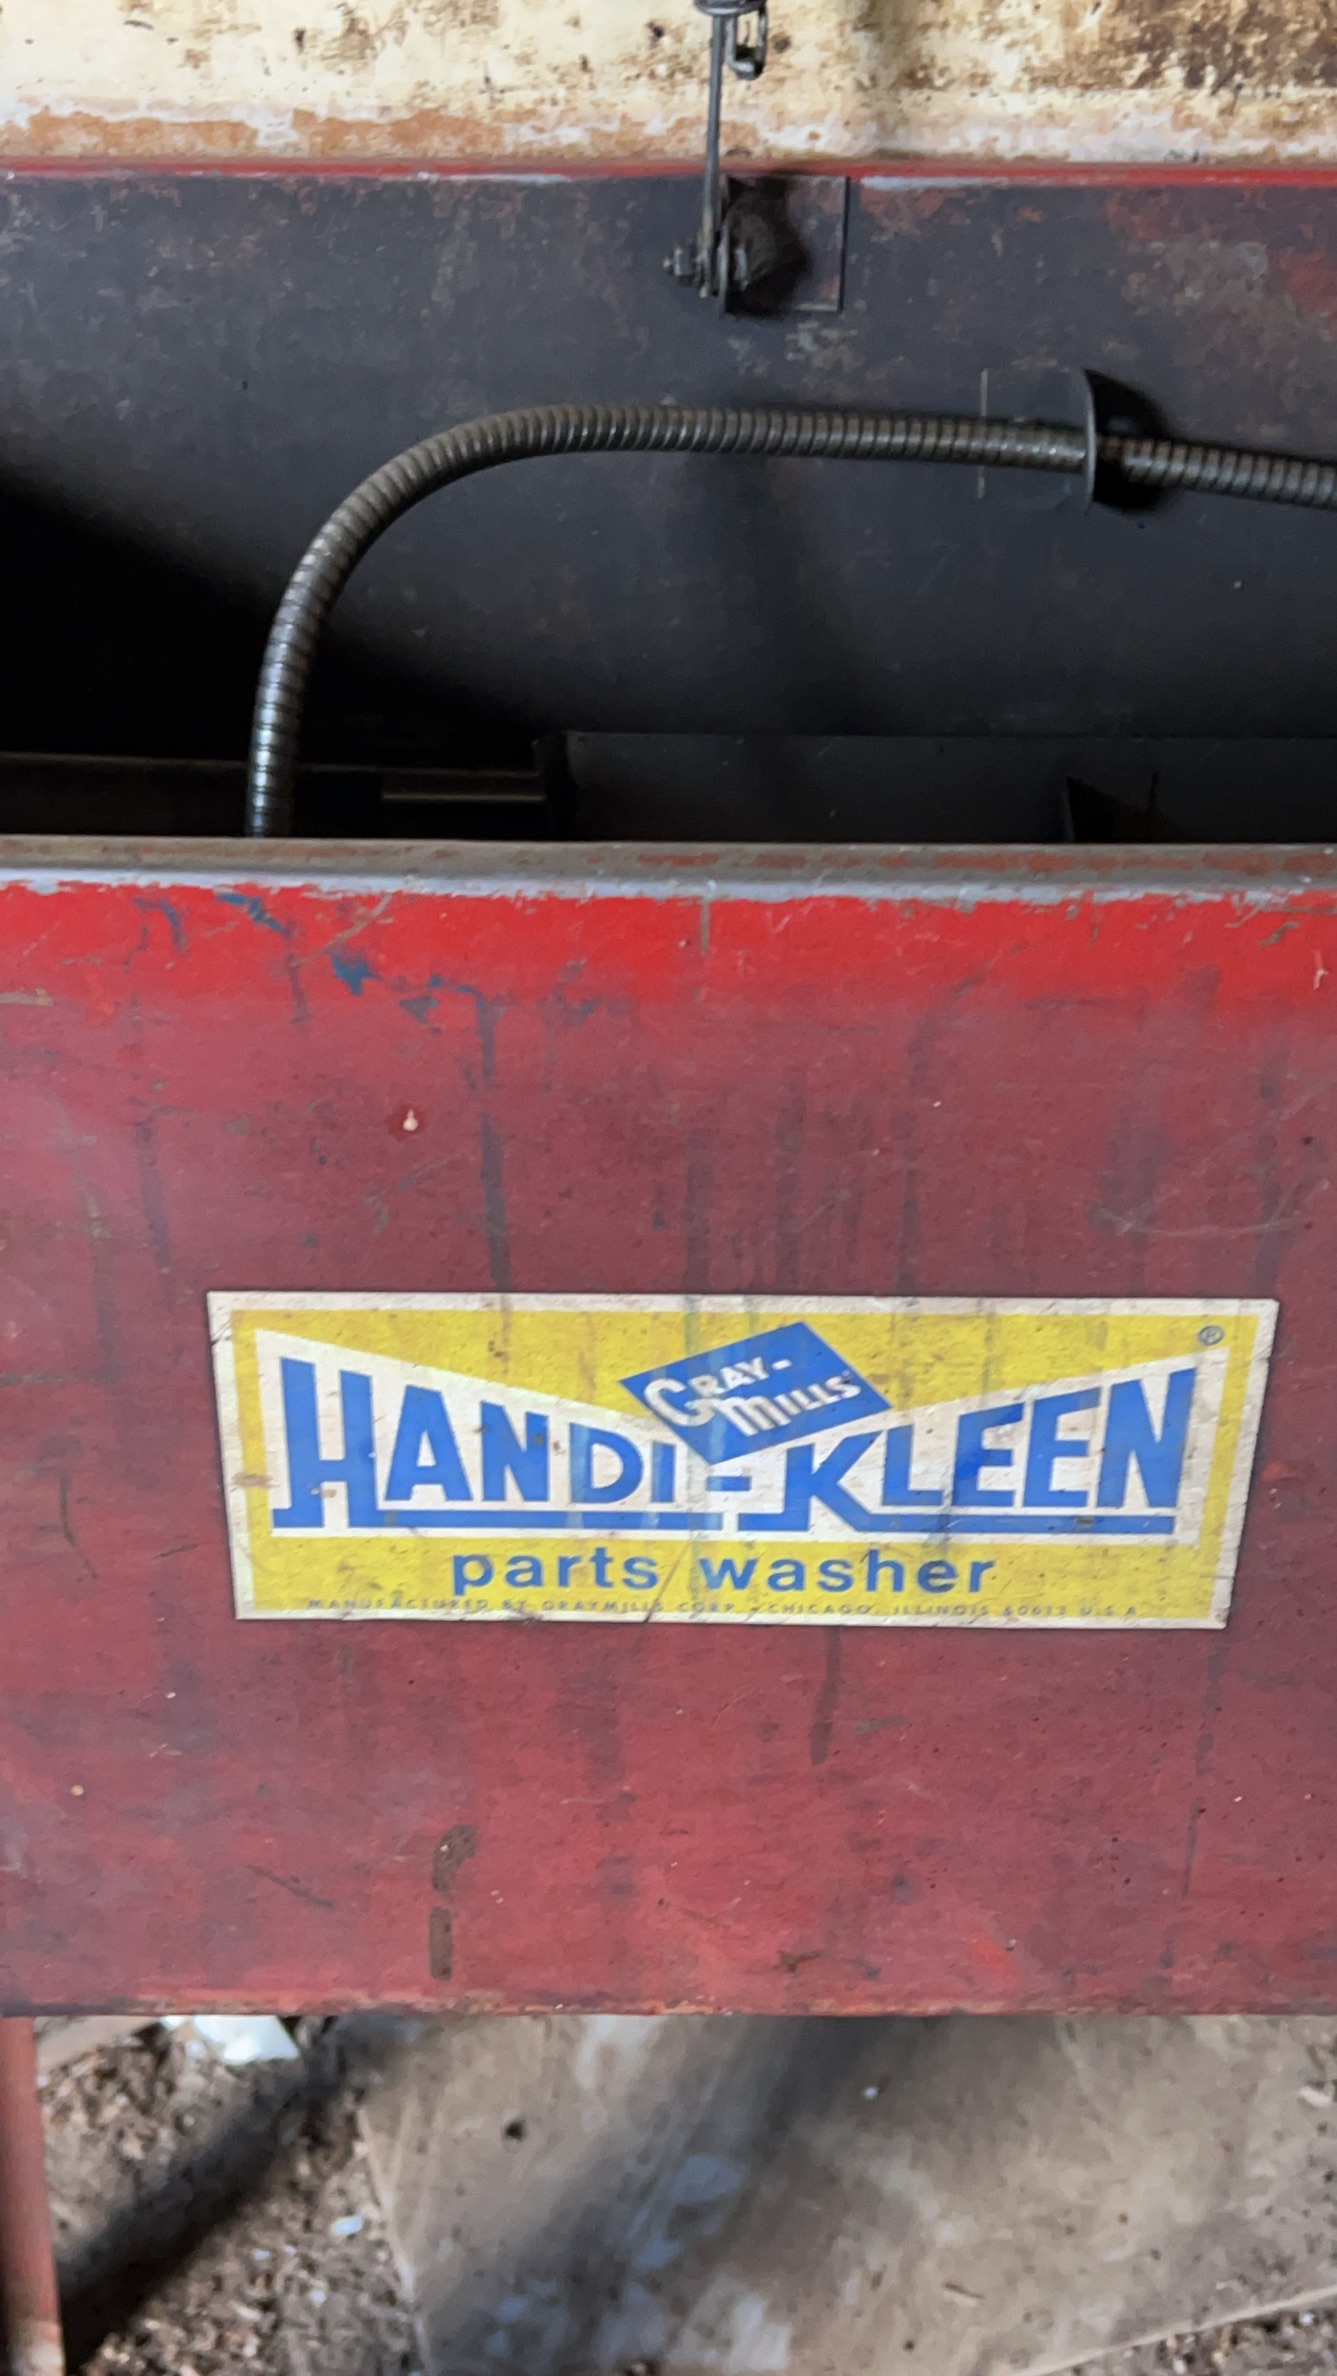 GRAY-
MILLS
®
HANDI-KLEEN
parts washer
MANUFACTURED BY GRAYMILLS CORP. • CHICAGO, ILLINOIS 60613 U.S.A.